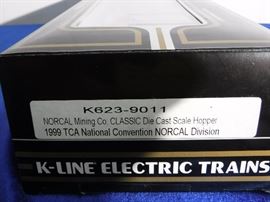 K623-9011
NORCAL Mining Co. CLASSIC Die Cast Scale Hopper
1999 TCA National Convention NORCAL Division
K-LINE ELECTRIC TRAINS